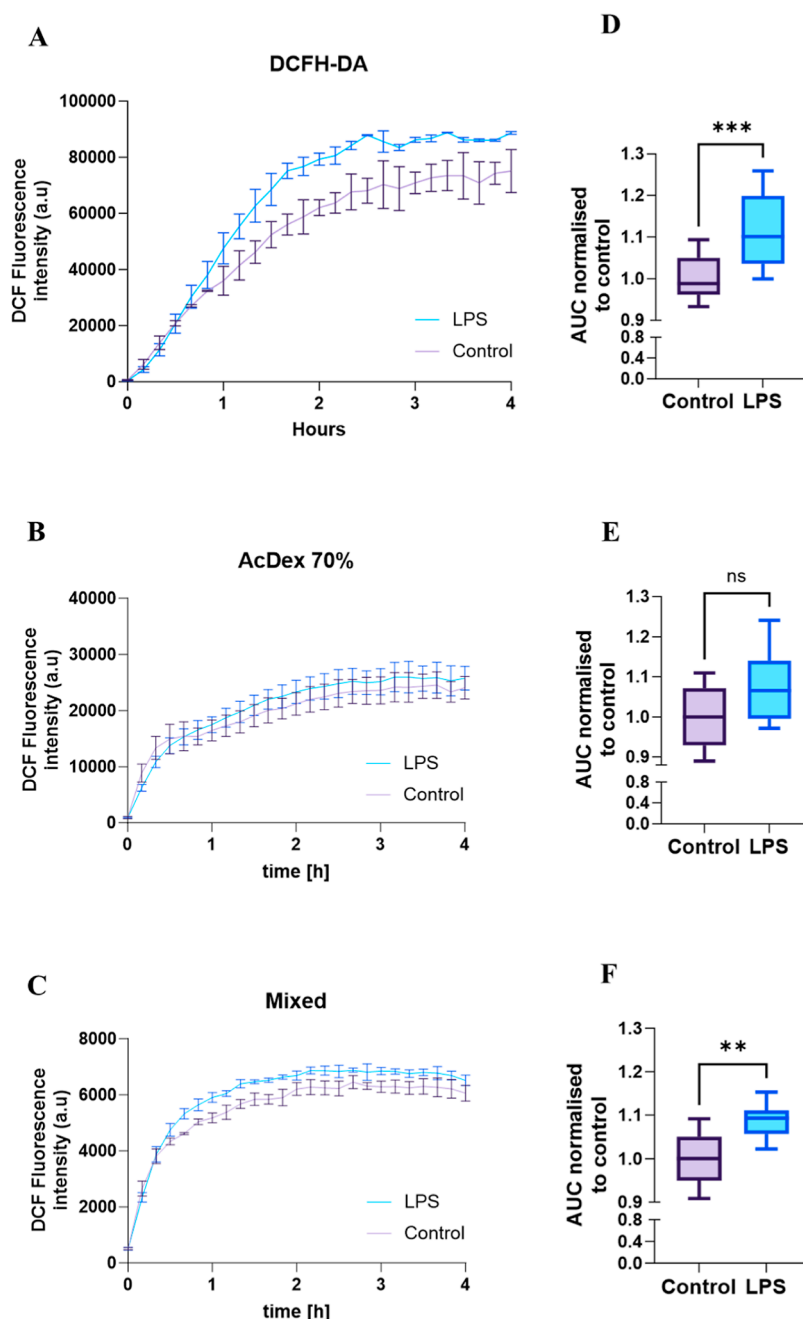 A
DCFH-DA
DCF Fluorescence
intensity (a.u)
100000
80000
60000
40000
20000
0
LPS
Control
0 1 2 3 4
Hours
D
***
AUC normalised
to control
1.3
1.2
1.1
1.0
0.9
0.8
0.4
0.0
Control LPS
B
AcDex 70%
DCF Fluorescence
intensity (a.u)
40000
30000
20000
10000
0
LPS
Control
0 1 2 3 4
time [h]
E
ns
AUC normalised
to control
1.3
1.2
1.1
1.0
0.9
0.8
0.4
0.0
Control LPS
C
Mixed
DCF Fluorescence
intensity (a.u)
8000
6000
4000
2000
0
LPS
Control
0 1 2 3 4
time [h]
F
**
AUC normalised
to control
1.3
1.2
1.1
1.0
0.9
0.8
0.4
0.0
Control LPS